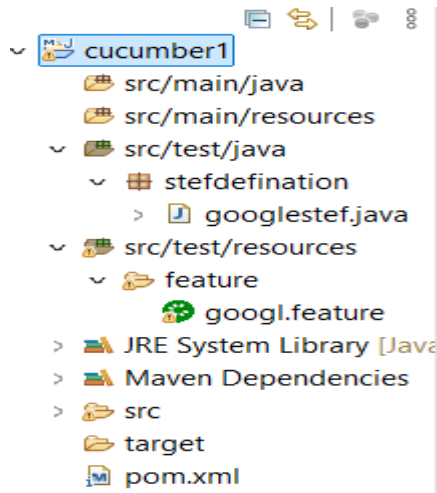 cucumber1
src/main/java
src/main/resources
src/test/java
stefdefination
googlestef.java
src/test/resources
feature
googl.feature
JRE System Library [Java
Maven Dependencies
src
target
pom.xml